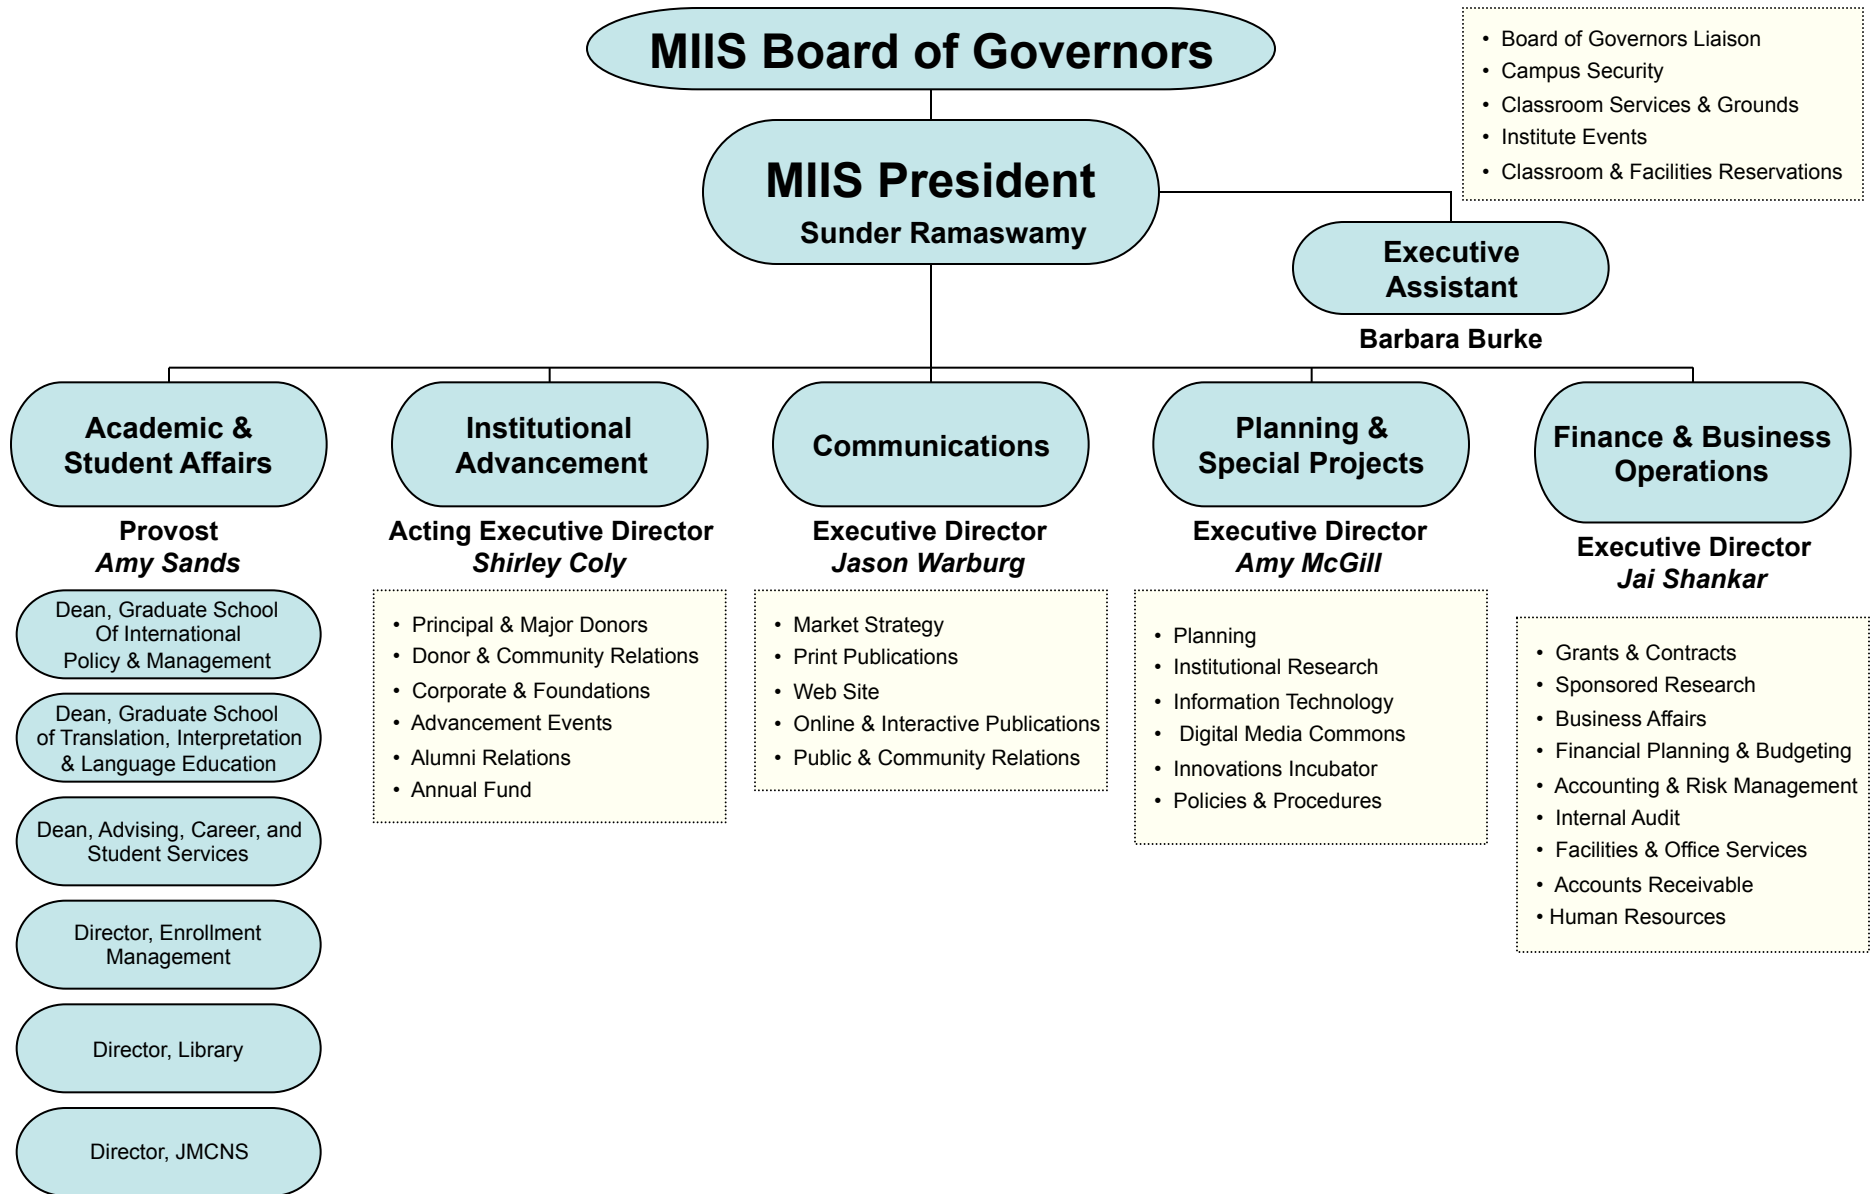 MIIS Board of Governors
• Board of Governors Liaison
• Campus Security
• Classroom Services & Grounds
• Institute Events
• Classroom & Facilities Reservations
MIIS President
Sunder Ramaswamy
Executive
Assistant
Barbara Burke
Academic &
Student Affairs
Provost
Amy Sands
Dean, Graduate School
Of International
Policy & Management
Dean, Graduate School
of Translation, Interpretation
& Language Education
Dean, Advising, Career, and
Student Services
Director, Enrollment
Management
Director, Library
Director, JMCNS
Institutional
Advancement
Acting Executive Director
Shirley Coly
• Principal & Major Donors
• Donor & Community Relations
• Corporate & Foundations
• Advancement Events
• Alumni Relations
• Annual Fund
Communications
Executive Director
Jason Warburg
• Market Strategy
• Print Publications
• Web Site
• Online & Interactive Publications
• Public & Community Relations
Planning &
Special Projects
Executive Director
Amy McGill
• Planning
• Institutional Research
• Information Technology
• Digital Media Commons
• Innovations Incubator
• Policies & Procedures
Finance & Business
Operations
Executive Director
Jai Shankar
• Grants & Contracts
• Sponsored Research
• Business Affairs
• Financial Planning & Budgeting
• Accounting & Risk Management
• Internal Audit
• Facilities & Office Services
• Accounts Receivable
• Human Resources